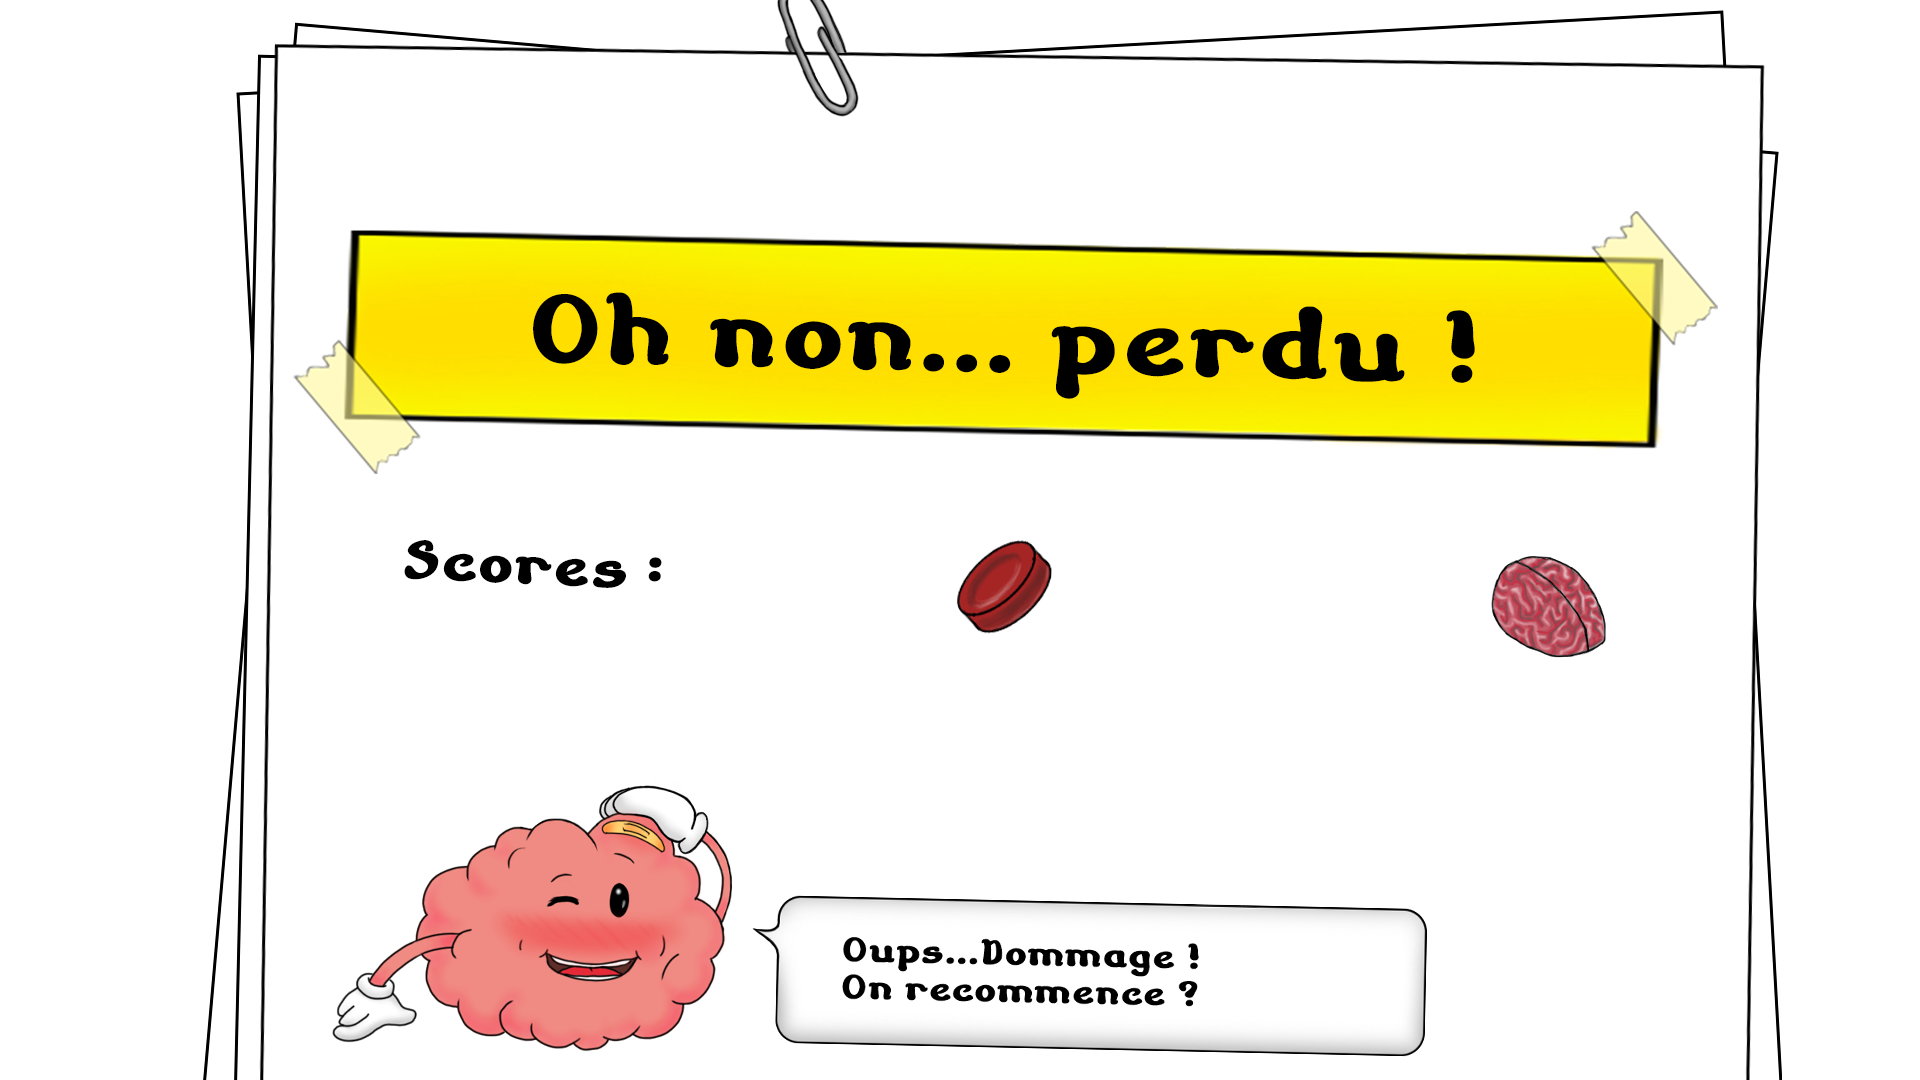 Oh non... perdu !
Scores :
Oups...Dommage !
On recommence ?